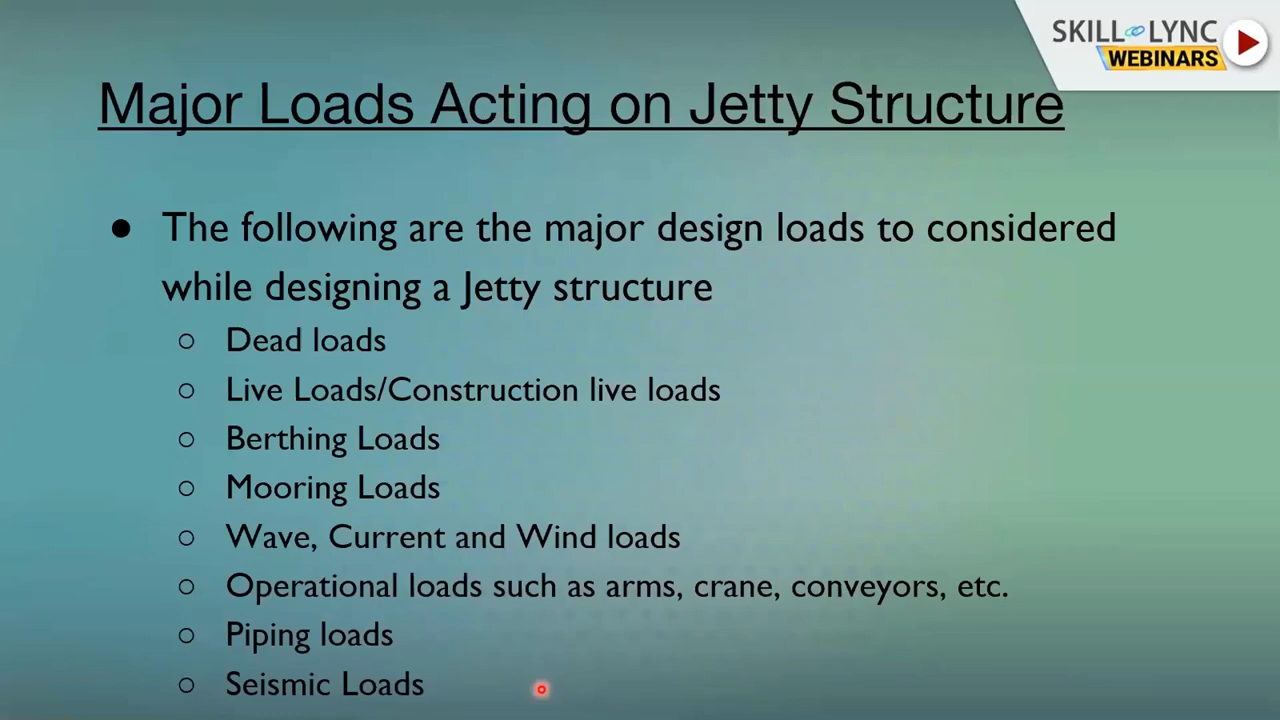 SKILL LYNC
WEBINARS
Major Loads Acting on Jetty Structure
● The following are the major design loads to considered
while designing a Jetty structure
○ Dead loads
○ Live Loads/Construction live loads
○ Berthing Loads
○ Mooring Loads
○ Wave, Current and Wind loads
○ Operational loads such as arms, crane, conveyors, etc.
○ Piping loads
○ Seismic Loads